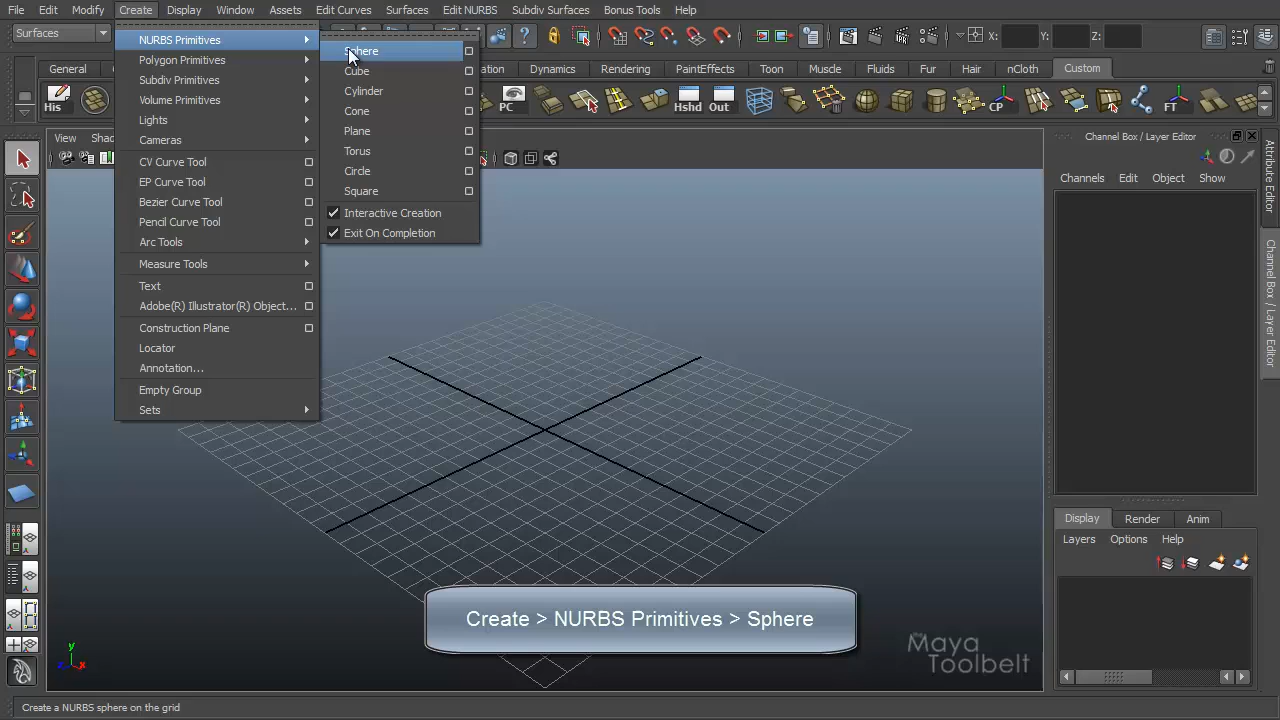 File Edit Modify Create Display Window Assets Edit Curves Surfaces Edit NURBS Subdiv Surfaces Bonus Tools Help
Surfaces
X: Y: Z:
General Dynamics Rendering PaintEffects Toon Muscle Fluids Fur Hair nCloth Custom
His PC Hshd Out CP FT
View
NURBS Primitives
Polygon Primitives
Subdiv Primitives
Volume Primitives
Lights
Cameras
CV Curve Tool
EP Curve Tool
Bezier Curve Tool
Pencil Curve Tool
Arc Tools
Measure Tools
Text
Adobe(R) Illustrator(R) Object...
Construction Plane
Locator
Annotation...
Empty Group
Sets
Sphere
Cube
Cylinder
Cone
Plane
Torus
Circle
Square
Interactive Creation
Exit On Completion
Channel Box / Layer Editor
Channels Edit Object Show
Attribute Editor
Channel Box / Layer Editor
Display Render Anim
Layers Options Help
Create > NURBS Primitives > Sphere
y
z x
Maya
Toolbelt
Create a NURBS sphere on the grid